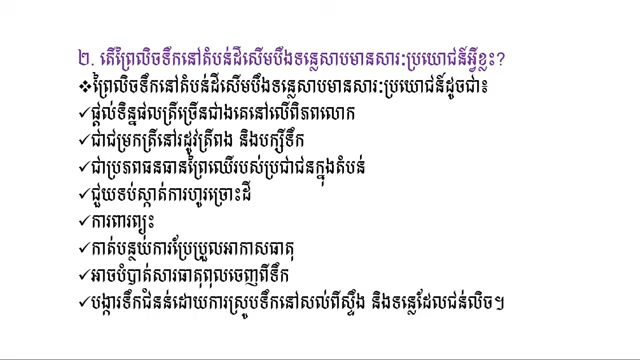 ២. តើព្រៃលិចទឹកនៅតំបន់ដីសើមបឹងទន្លេសាបមានសារៈប្រយោជន៍អ្វីខ្លះ?
❖ព្រៃលិចទឹកនៅតំបន់ដីសើមបឹងទន្លេសាបមានសារៈប្រយោជន៍ដូចជា៖
✓ផ្តល់ទិន្នផលត្រីច្រើនជាងគេនៅលើពិភពលោក
✓ជាជម្រកត្រីនៅរដូវត្រីពង និងបក្សីទឹក
✓ជាប្រភពធនធានព្រៃឈើរបស់ប្រជាជនក្នុងតំបន់
✓ជួយទប់ស្កាត់ការហូរច្រោះដី
✓ការពារព្យុះ
✓កាត់បន្ថយការប្រែប្រួលអាកាសធាតុ
✓អាចបំបាត់សារធាតុពុលចេញពីទឹក
✓បង្ការទឹកជំនន់ដោយការស្រូបទឹកនៅសល់ពីស្ទឹង និងទន្លេដែលជន់លិច។